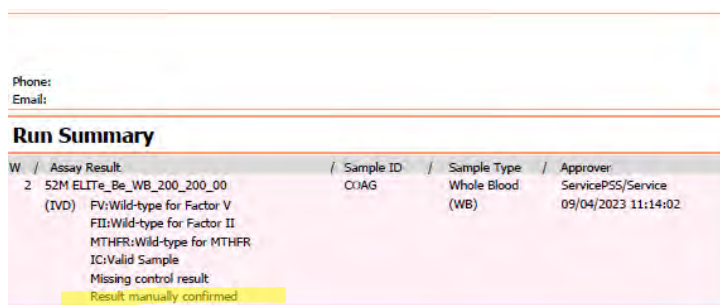 Phone:
Email:
Run Summary
W / Assay Result / Sample ID / Sample Type / Approver
2 52M ELITe_Be_WB_200_200_00 COAG Whole Blood ServicePSS/Service
(IVD) FV:Wild-type for Factor V (WB) 09/04/2023 11:14:02
FII:Wild-type for Factor II
MTHFR:Wild-type for MTHFR
IC:Valid Sample
Missing control result
Result manually confirmed